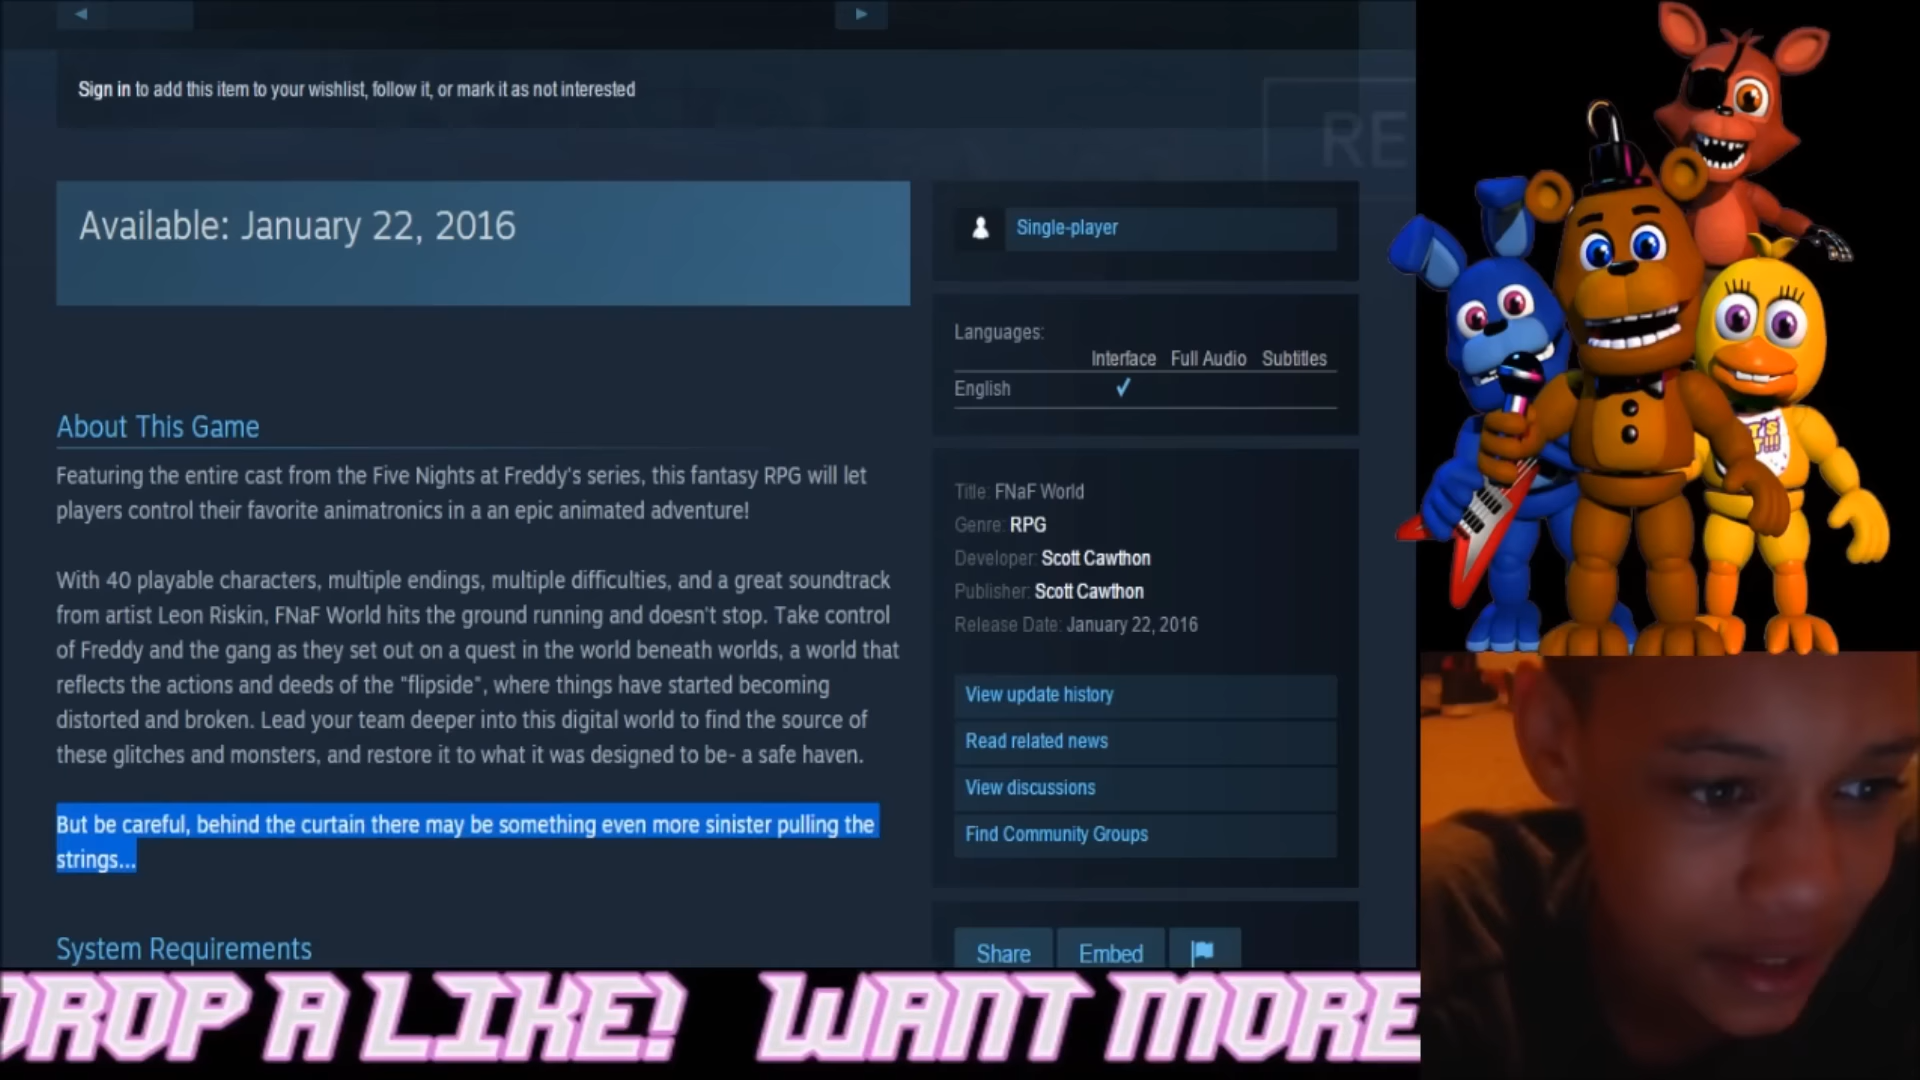 Sign in to add this item to your wishlist, follow it, or mark it as not interested
RE
Available: January 22, 2016
Single-player
Languages:
Interface Full Audio Subtitles
English
About This Game
Featuring the entire cast from the Five Nights at Freddy's series, this fantasy RPG will let
players control their favorite animatronics in a an epic animated adventure!
With 40 playable characters, multiple endings, multiple difficulties, and a great soundtrack
from artist Leon Riskin, FNaF World hits the ground running and doesn't stop. Take control
of Freddy and the gang as they set out on a quest in the world beneath worlds, a world that
reflects the actions and deeds of the "flipside", where things have started becoming
distorted and broken. Lead your team deeper into this digital world to find the source of
these glitches and monsters, and restore it to what it was designed to be- a safe haven.
But be careful, behind the curtain there may be something even more sinister pulling the
strings...
System Requirements
Title: FNaF World
Genre: RPG
Developer: Scott Cawthon
Publisher: Scott Cawthon
Release Date: January 22, 2016
View update history
Read related news
View discussions
Find Community Groups
Share Embed
DROP A LIKE! WANT MORE